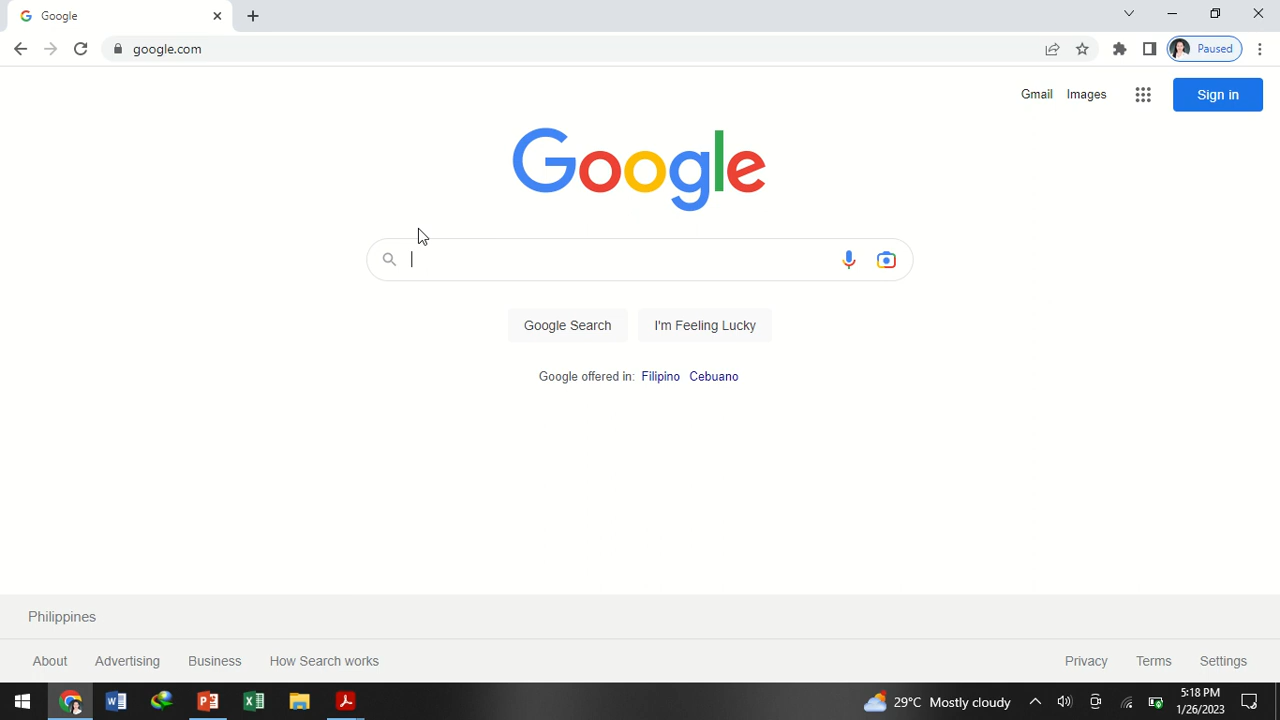 Google
google.com
Paused
Gmail Images
Sign in
Google
Google Search I'm Feeling Lucky
Google offered in: Filipino Cebuano
Philippines
About Advertising Business How Search works
Privacy Terms Settings
29°C Mostly cloudy
5:18 PM
1/26/2023